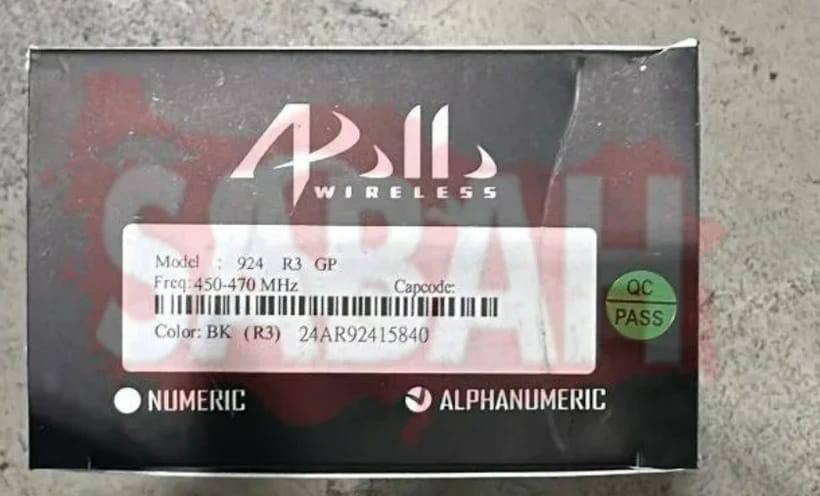 Apollo
WIRELESS
SABAH
Model : 924 R3 GP
Freq: 450-470 MHz Capcode:
Color: BK (R3) 24AR92415840
QC
PASS
NUMERIC
ALPHANUMERIC